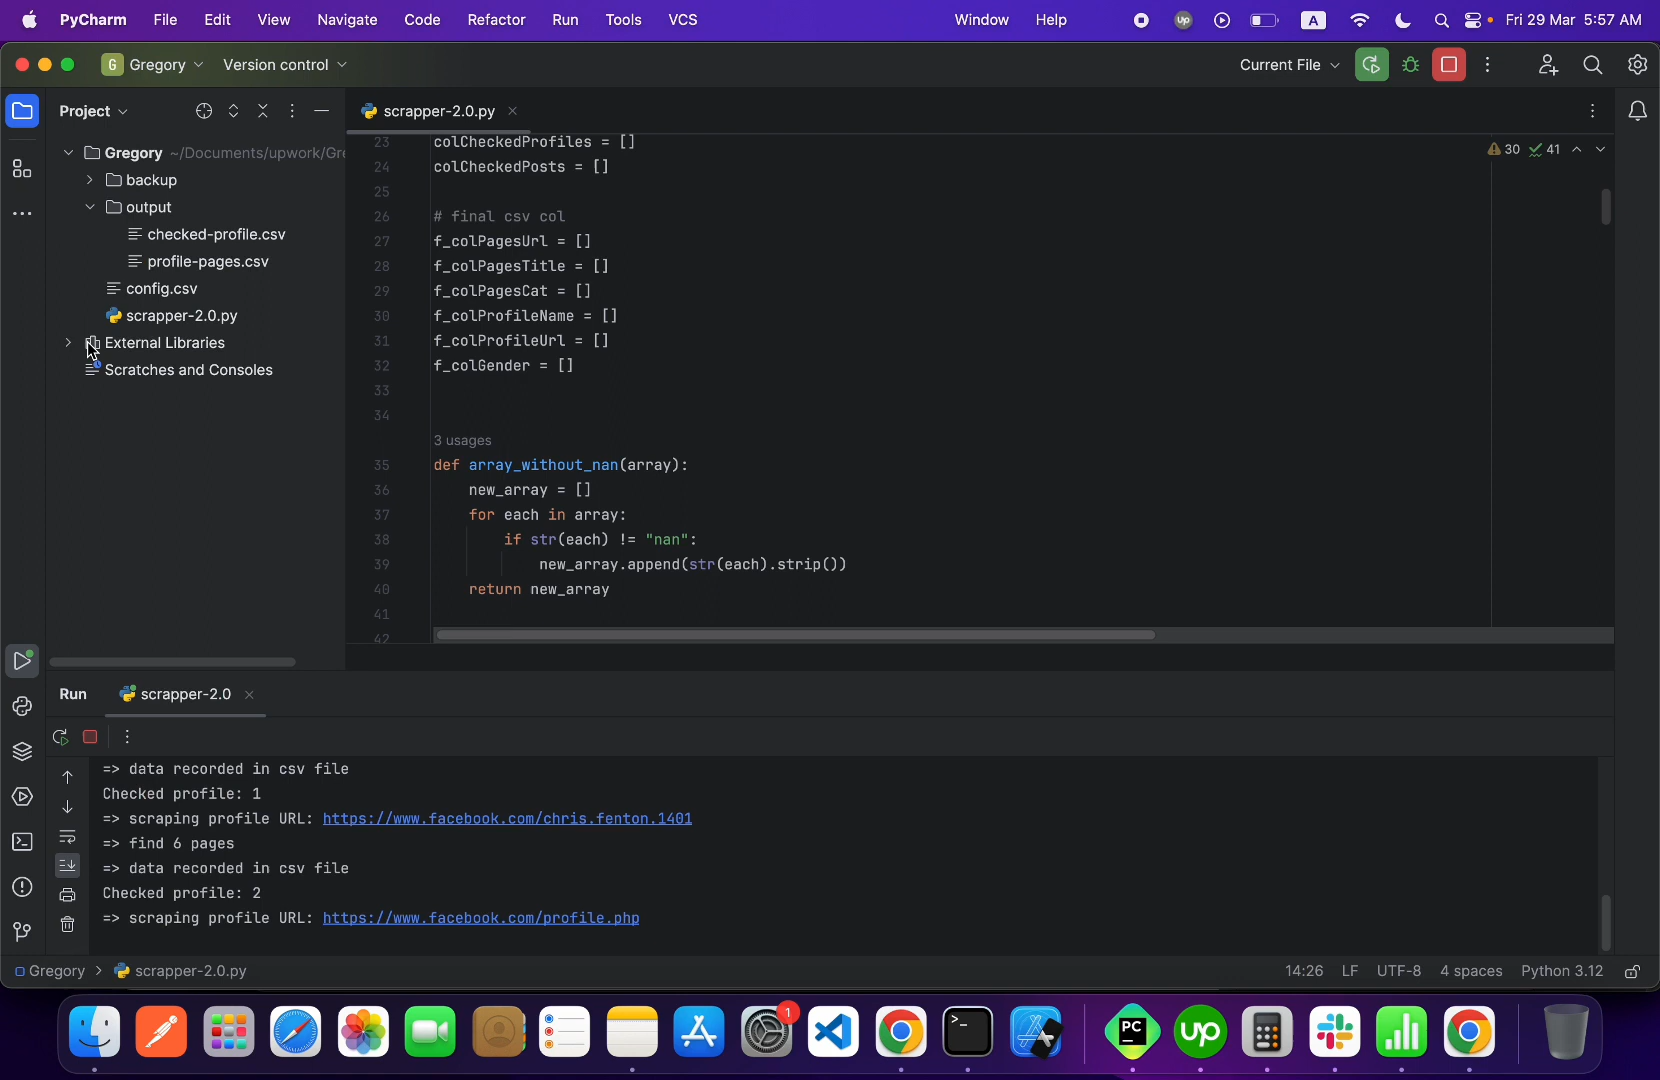 PyCharm File Edit View Navigate Code Refactor Run Tools VCS Window Help up A Fri 29 Mar 5:57 AM
G Gregory Version control Current File
Project
scrapper-2.0.py
Gregory ~/Documents/upwork/Gre
backup
output
checked-profile.csv
profile-pages.csv
config.csv
scrapper-2.0.py
External Libraries
Scratches and Consoles
30 41
23 colCheckedProfiles = []
24 colCheckedPosts = []
25
26 # final csv col
27 f_colPagesUrl = []
28 f_colPagesTitle = []
29 f_colPagesCat = []
30 f_colProfileName = []
31 f_colProfileUrl = []
32 f_colGender = []
33
34
3 usages
35 def array_without_nan(array):
36 new_array = []
37 for each in array:
38 if str(each) != "nan":
39 new_array.append(str(each).strip())
40 return new_array
41
42
Run scrapper-2.0
=> data recorded in csv file
Checked profile: 1
=> scraping profile URL: https://www.facebook.com/chris.fenton.1401
=> find 6 pages
=> data recorded in csv file
Checked profile: 2
=> scraping profile URL: https://www.facebook.com/profile.php
Gregory > scrapper-2.0.py 14:26 LF UTF-8 4 spaces Python 3.12
1
PC
up